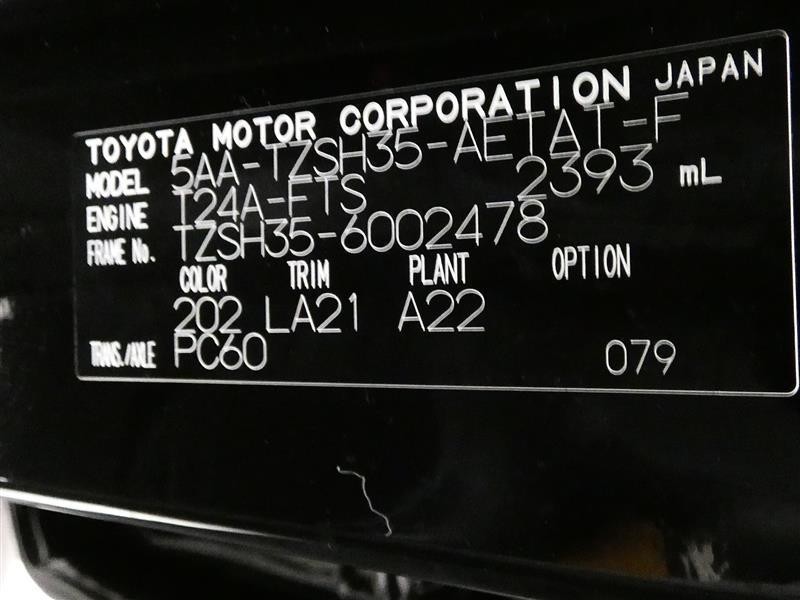 TOYOTA MOTOR CORPORATION JAPAN
MODEL 5AA-TZSH35-AETAT-F
ENGINE T24A-FTS 2393 mL
FRAME No. TZSH35-6002478
COLOR TRIM PLANT OPTION
202 LA21 A22
TRANS./AXLE PC60 079